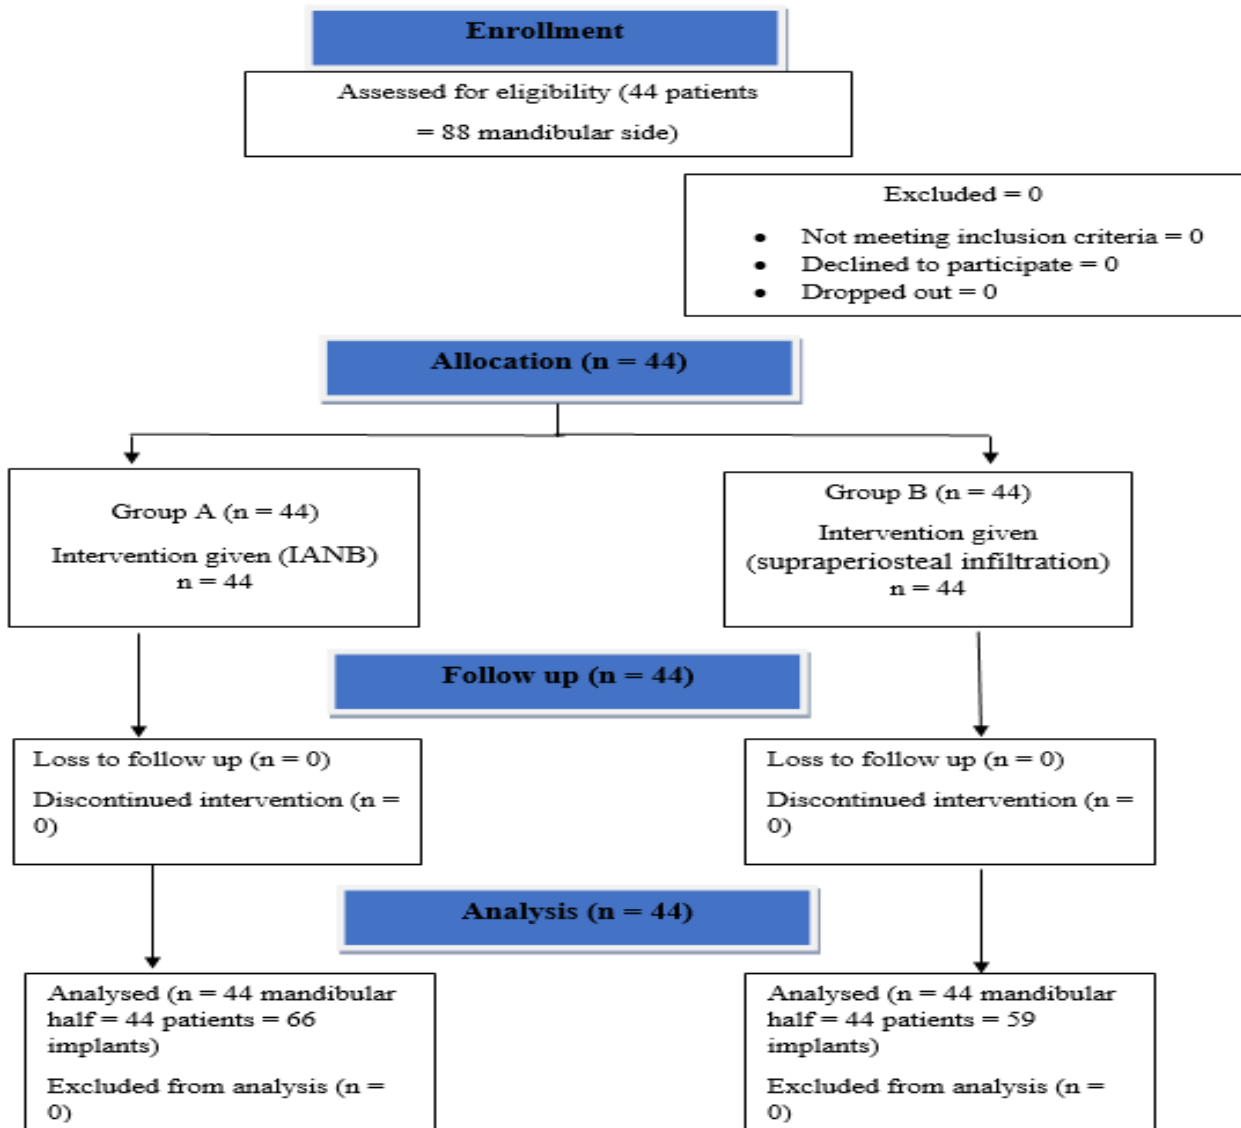 Enrollment
Assessed for eligibility (44 patients
= 88 mandibular side)
Excluded = 0
• Not meeting inclusion criteria = 0
• Declined to participate = 0
• Dropped out = 0
Allocation (n = 44)
Group A (n = 44)
Intervention given (IANB)
n = 44
Group B (n = 44)
Intervention given
(supraperiosteal infiltration)
n = 44
Follow up (n = 44)
Loss to follow up (n = 0)
Discontinued intervention (n =
0)
Loss to follow up (n = 0)
Discontinued intervention (n =
0)
Analysis (n = 44)
Analysed (n = 44 mandibular
half = 44 patients = 66
implants)
Excluded from analysis (n =
0)
Analysed (n = 44 mandibular
half = 44 patients = 59
implants)
Excluded from analysis (n =
0)